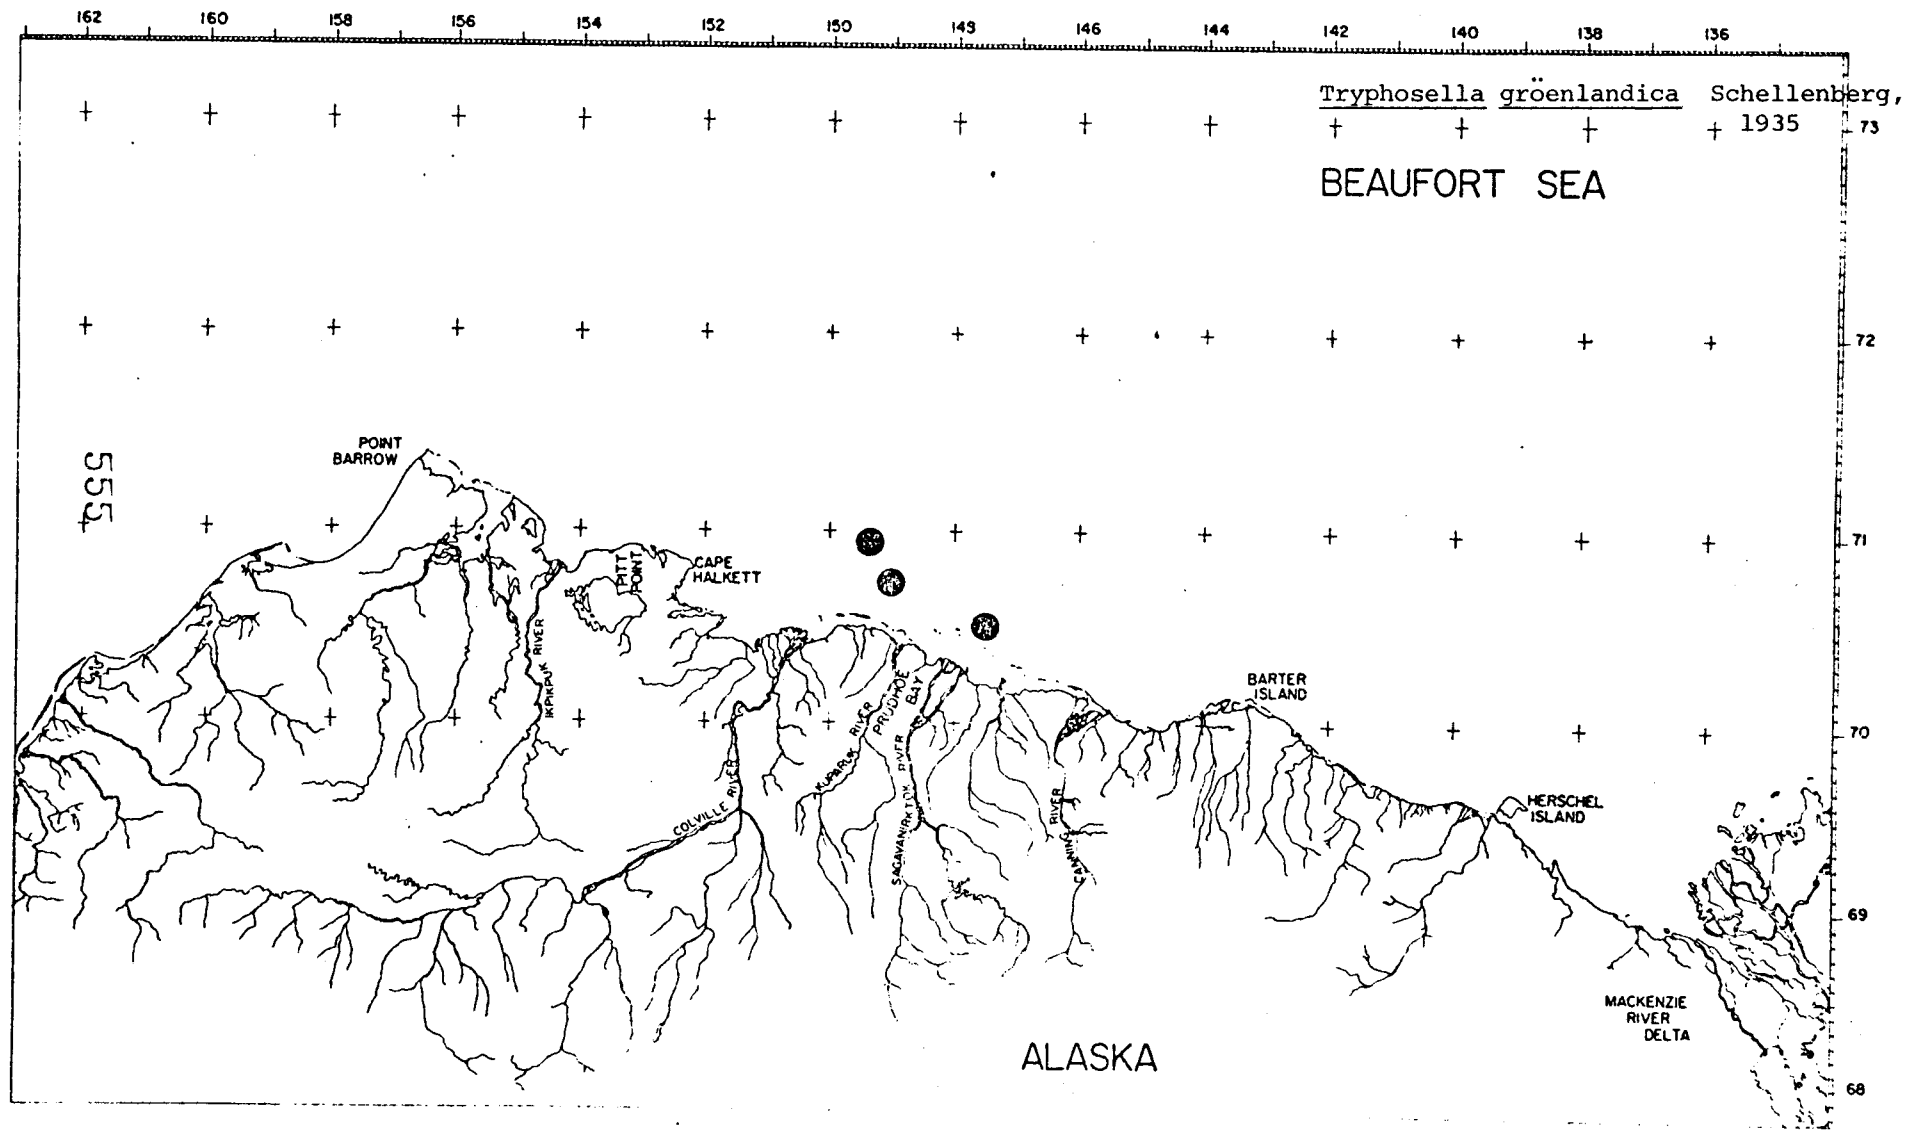 162 160 158 156 154 152 150 148 146 144 142 140 138 136
Tryphosella gröenlandica Schellenberg,
1935
73
BEAUFORT SEA
72
POINT
BARROW
555
71
PITT
POINT
CAPE
HALKETT
IKPIKPUK RIVER
BARTER
ISLAND
PRUDHOE
BAY
70
KUPARUK RIVER
COLVILLE RIVER
SAGAVANIRKTOK RIVER
CANNING RIVER
HERSCHEL
ISLAND
69
MACKENZIE
RIVER
DELTA
ALASKA
68